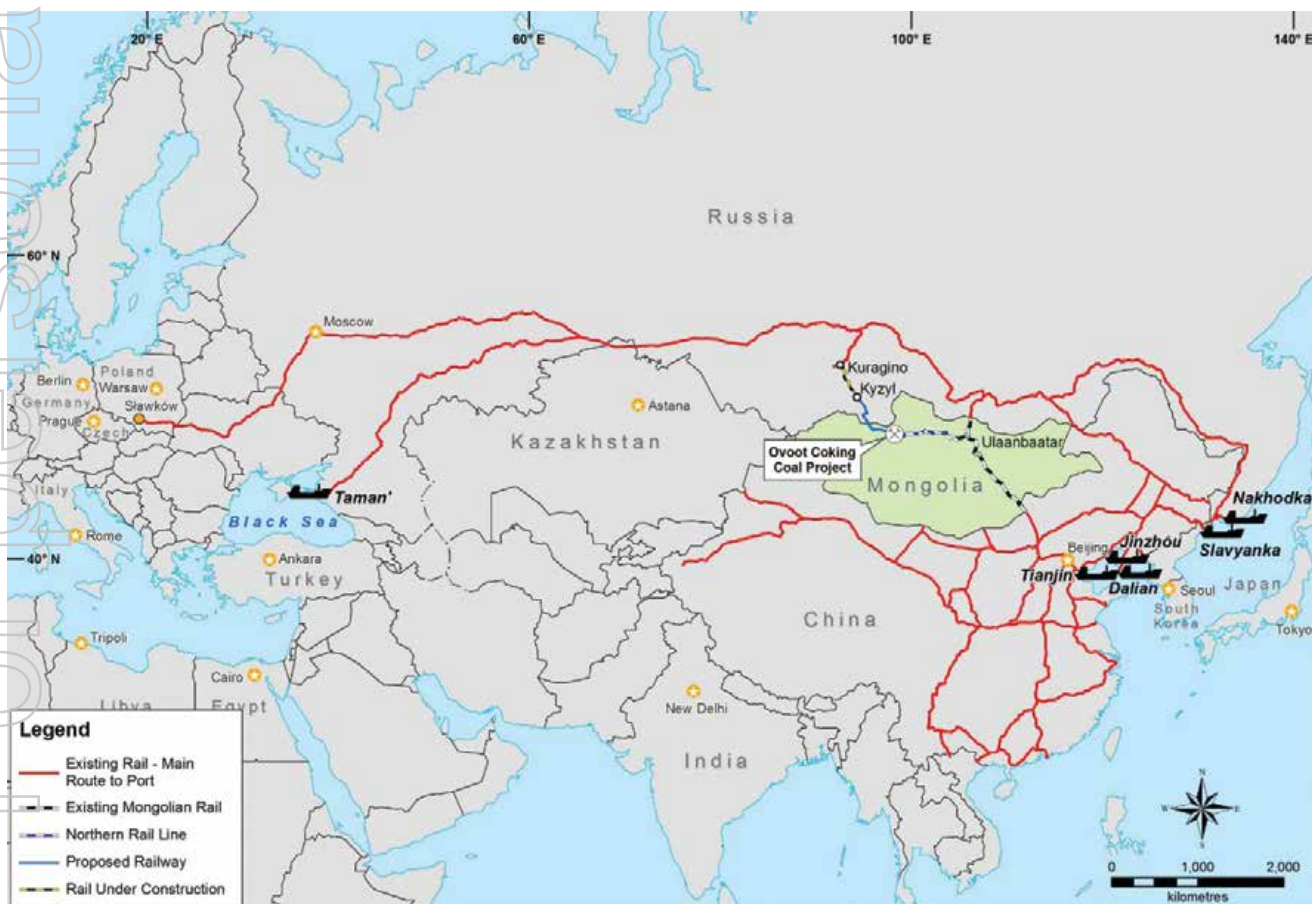 20° E
60° E
100° E
140° E
Russia
60° N
Moscow
Berlin
Poland
Warsaw
Germany
Sławków
Prague
Czech
Kuragino
Kyzyl
Astana
Kazakhstan
Ulaanbaatar
Ovoot Coking
Coal Project
Mongolia
Italy
Taman'
Black Sea
Rome
Nakhodka
Jinzhóu
Slavyanka
Beijing
40° N
Ankara
Turkey
Tianjin
Dalian
Seoul
Japan
South
Korea
Tokyo
China
Tripoli
Cairo
New Delhi
Libya
Egypt
India
Legend
Existing Rail - Main
Route to Port
Existing Mongolian Rail
Northern Rail Line
Proposed Railway
Rail Under Construction
N
W
E
S
0
1,000
2,000
kilometres